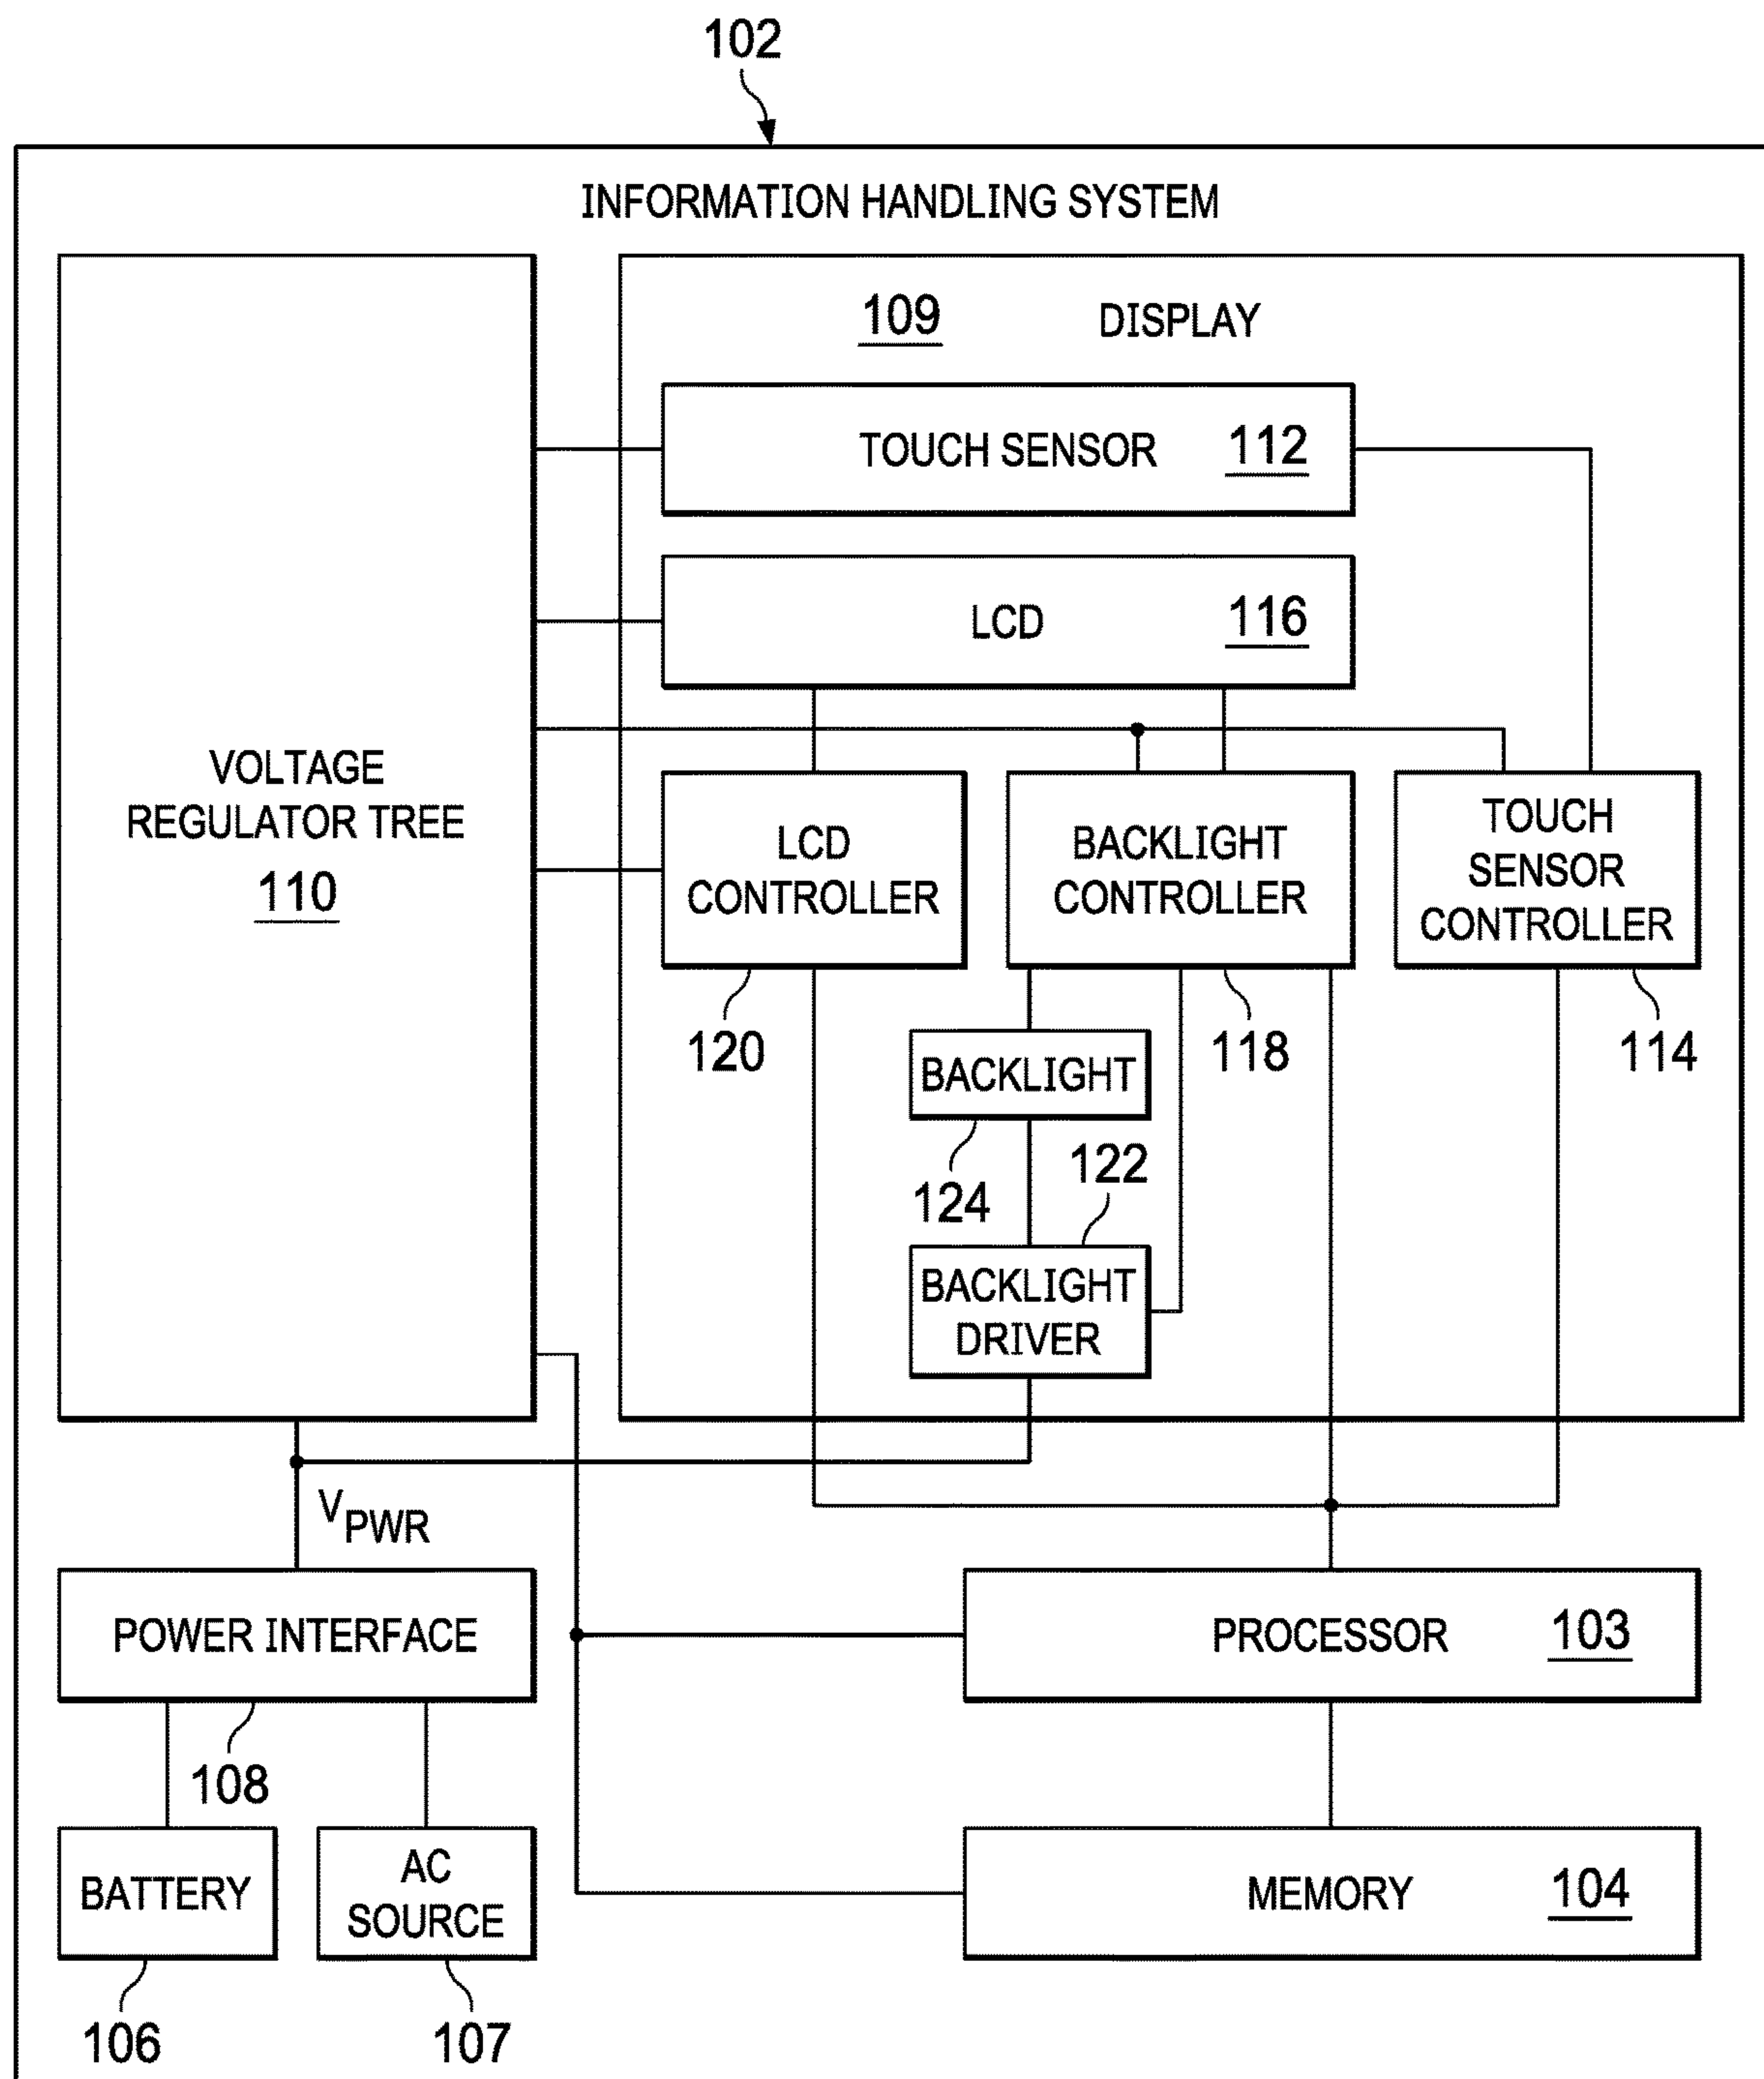 102
INFORMATION HANDLING SYSTEM
109 DISPLAY
TOUCH SENSOR 112
LCD 116
VOLTAGE
REGULATOR TREE
110
LCD
CONTROLLER
BACKLIGHT
CONTROLLER
TOUCH
SENSOR
CONTROLLER
120
118
114
BACKLIGHT
124
122
BACKLIGHT
DRIVER
VPWR
POWER INTERFACE
108
PROCESSOR 103
BATTERY
AC
SOURCE
MEMORY 104
106
107